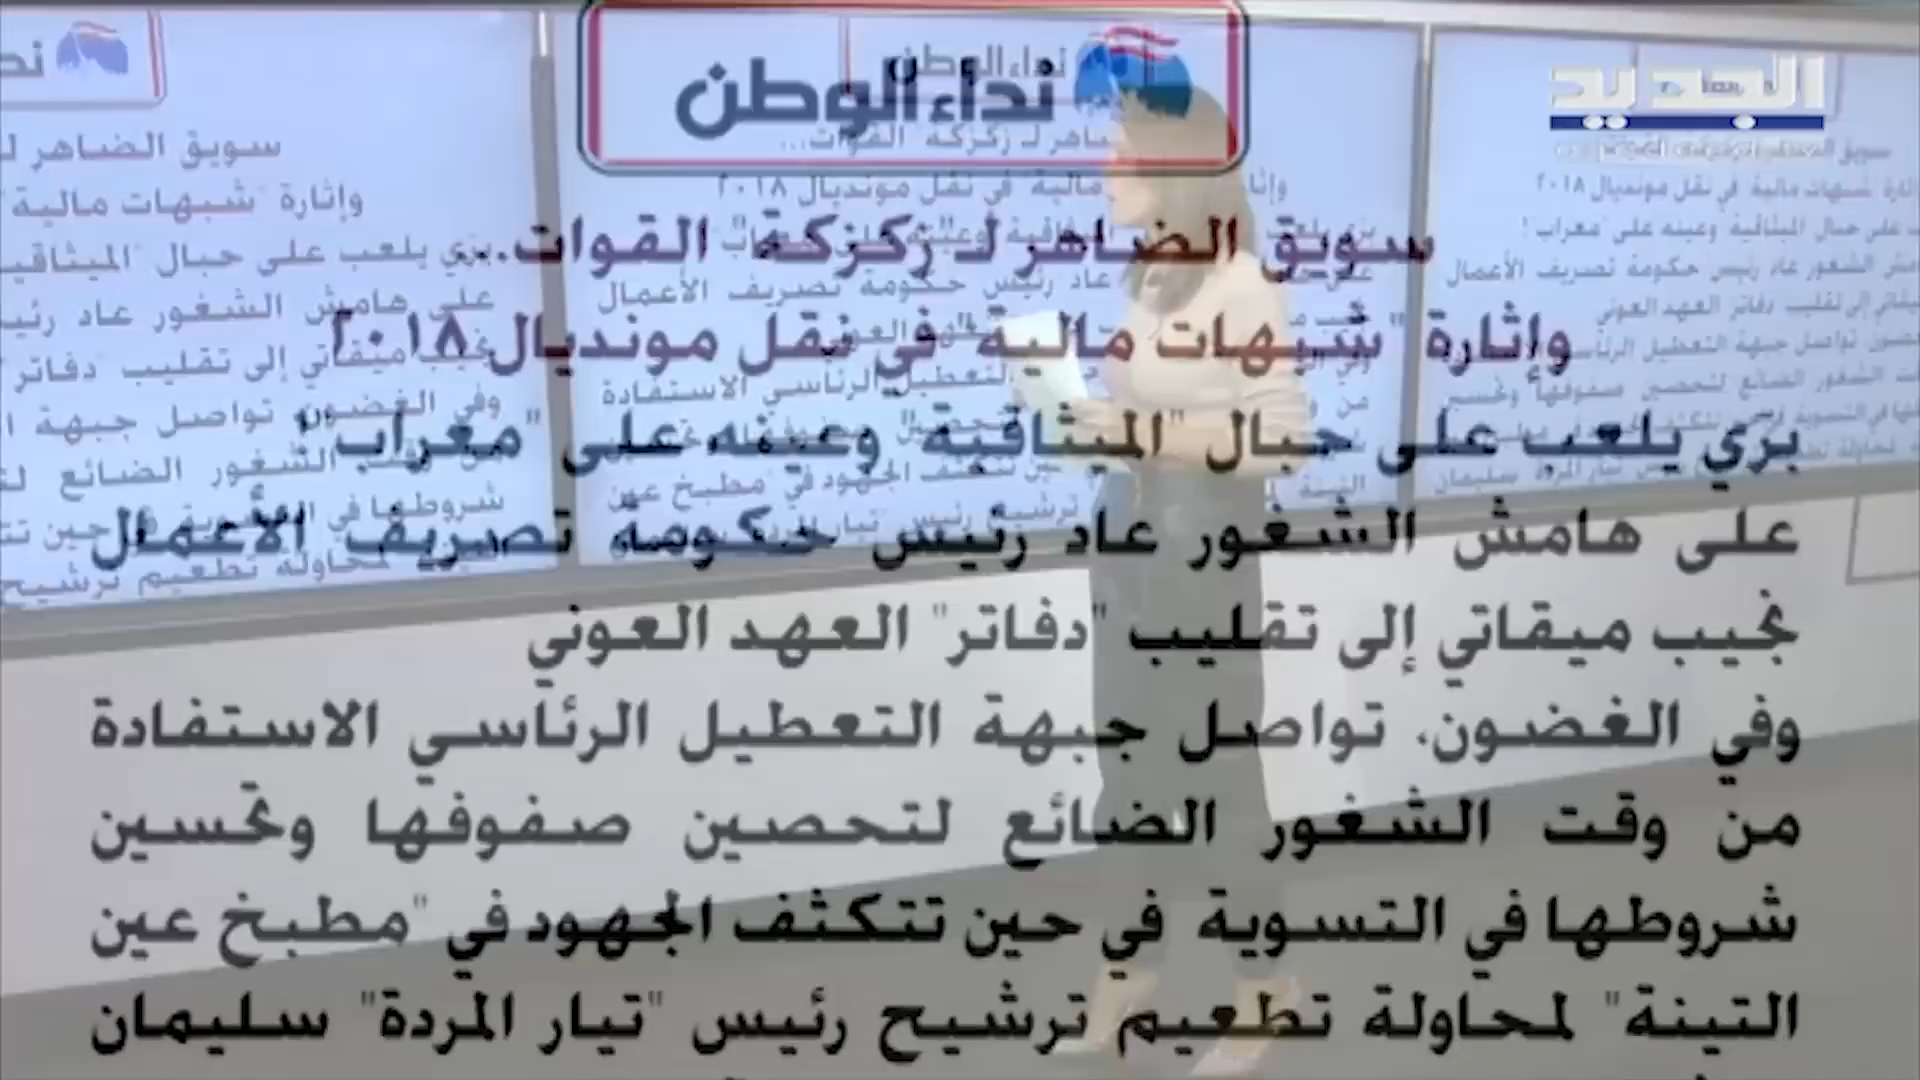 نداء الوطن
الجديد
سويق الضاهر لـ "زكزكة" القوات...
وإثارة "شبهات مالية" في نقل مونديال ٢٠١٨
بري يلعب على حبال "الميثاقية" وعينه على "معراب"!
على هامش الشغور عاد رئيس حكومة تصريف الأعمال
نجيب ميقاتي إلى تقليب "دفاتر" العهد العوني
وفي الغضون، تواصل جبهة التعطيل الرئاسي الاستفادة
من وقت الشغور الضائع لتحصين صفوفها وتحسين
شروطها في التسوية في حين تتكثف الجهود في "مطبخ عين
التينة" لمحاولة تطعيم ترشيح رئيس "تيار المردة" سليمان